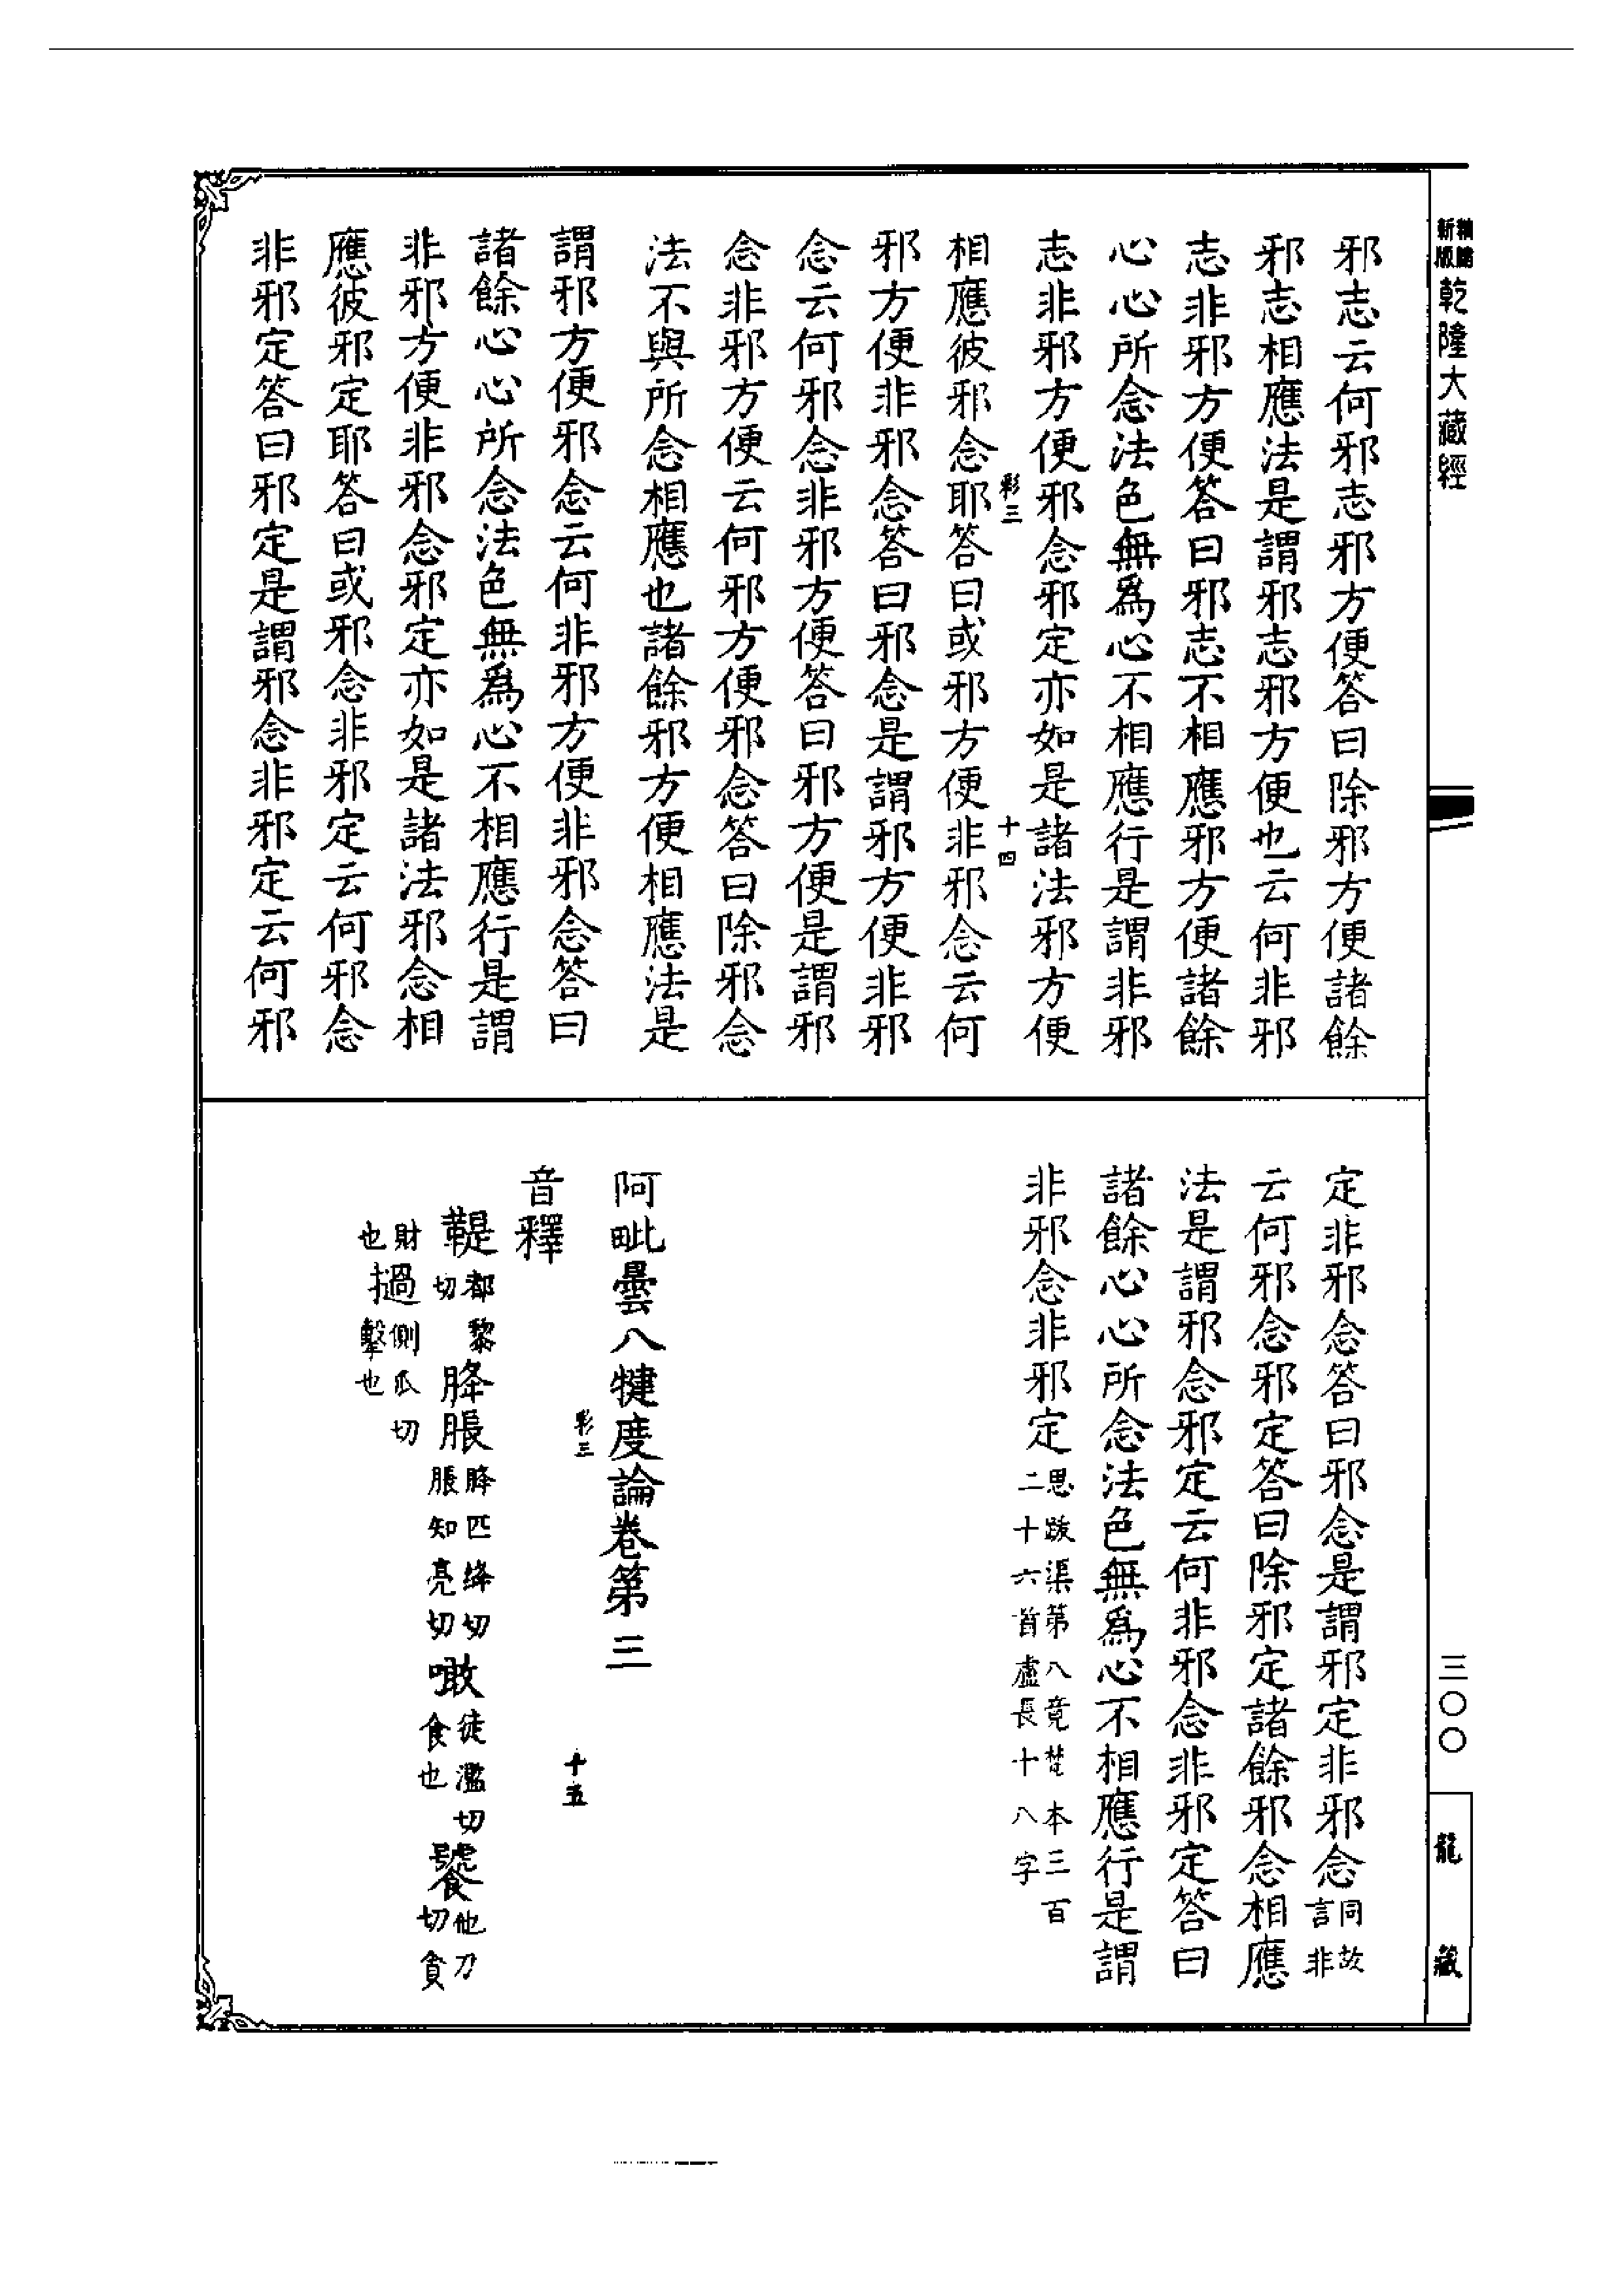 新版
乾隆大藏經
三〇〇
龍藏
邪志云何邪志邪方便答曰除邪方便諸餘
邪志相應法是謂邪志邪方便也云何非邪
志非邪方便答曰邪志不相應邪方便諸餘
心心所念法色無爲心不相應行是謂非邪
志非邪方便邪念邪定亦如是諸法邪方便
彩三
十四
相應彼邪念耶答曰或邪方便非邪念云何
邪方便非邪念答曰邪念是謂邪方便非邪
念云何邪念非邪方便答曰邪方便是謂邪
念非邪方便云何邪方便邪念答曰除邪念
法不與所念相應也諸餘邪方便相應法是
謂邪方便邪念云何非邪方便非邪念答曰
諸餘心心所念法色無爲心不相應行是謂
非邪方便非邪念邪定亦如是諸法邪念相
應彼邪定耶答曰或邪念非邪定云何邪念
非邪定答曰邪定是謂邪念非邪定云何邪
定非邪念答曰邪念是謂邪定非邪念同故
言非
云何邪念邪定答曰除邪定諸餘邪念相應
法是謂邪念邪定云何非邪念非邪定答曰
諸餘心心所念法色無爲心不相應行是謂
非邪念非邪定思跋渠第八竟梵本三百
二十六首盧長十八字
阿毗曇八犍度論卷第三
彩三
十五
音釋
鞮都黎
切
胮脹胮匹絳切
脹知亮切
噉徒濫切
食也
饕他刀
切貪
財
也
撾側瓜切
擊也